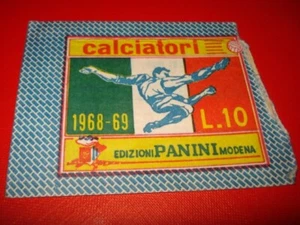 calciatori
1968-69
L.10
EDIZIONI PANINI MODENA